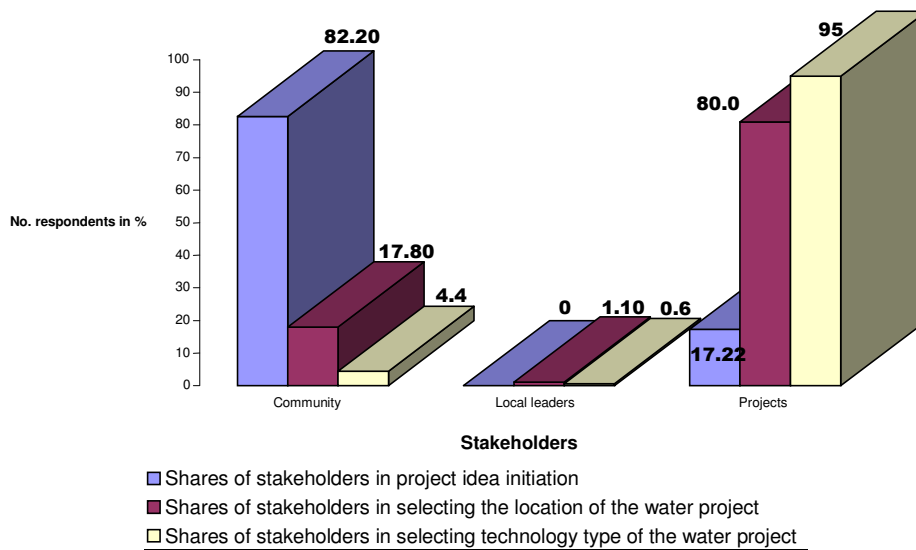 82.20
95
100
90
80.0
80
70
60
No. respondents in %
50
40
17.80
30
4.4
0
1.10
0.6
20
17.22
10
0
Community
Local leaders
Projects
Stakeholders
Shares of stakeholders in project idea initiation
Shares of stakeholders in selecting the location of the water project
Shares of stakeholders in selecting technology type of the water project